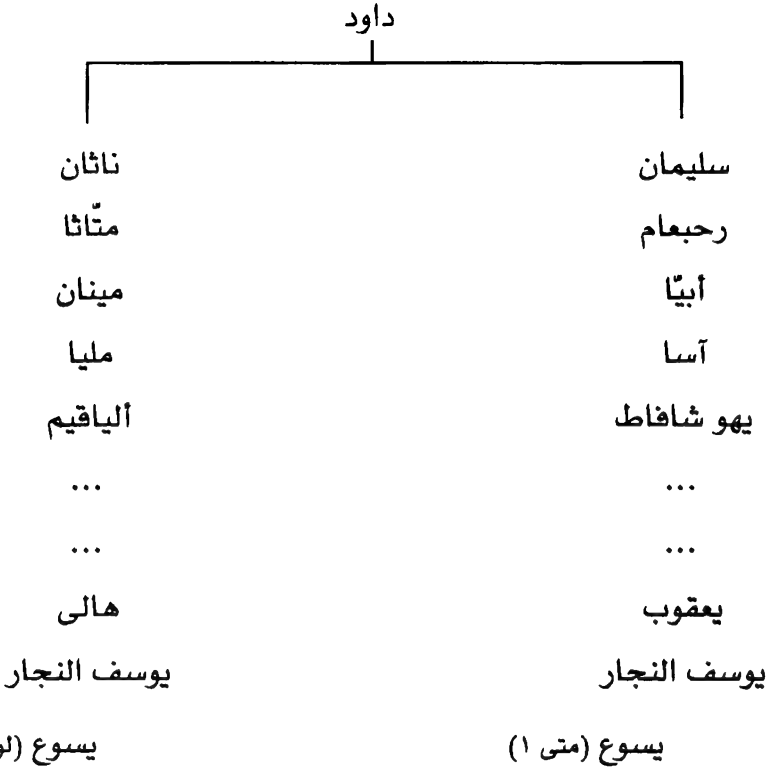 داود
سليمان ناثان
رحبعام متّاثا
أبيّا مينان
آسا مليا
يهو شافاط ألياقيم
... ...
... ...
يعقوب هالى
يوسف النجار يوسف النجار
يسوع (متى ١) يسوع